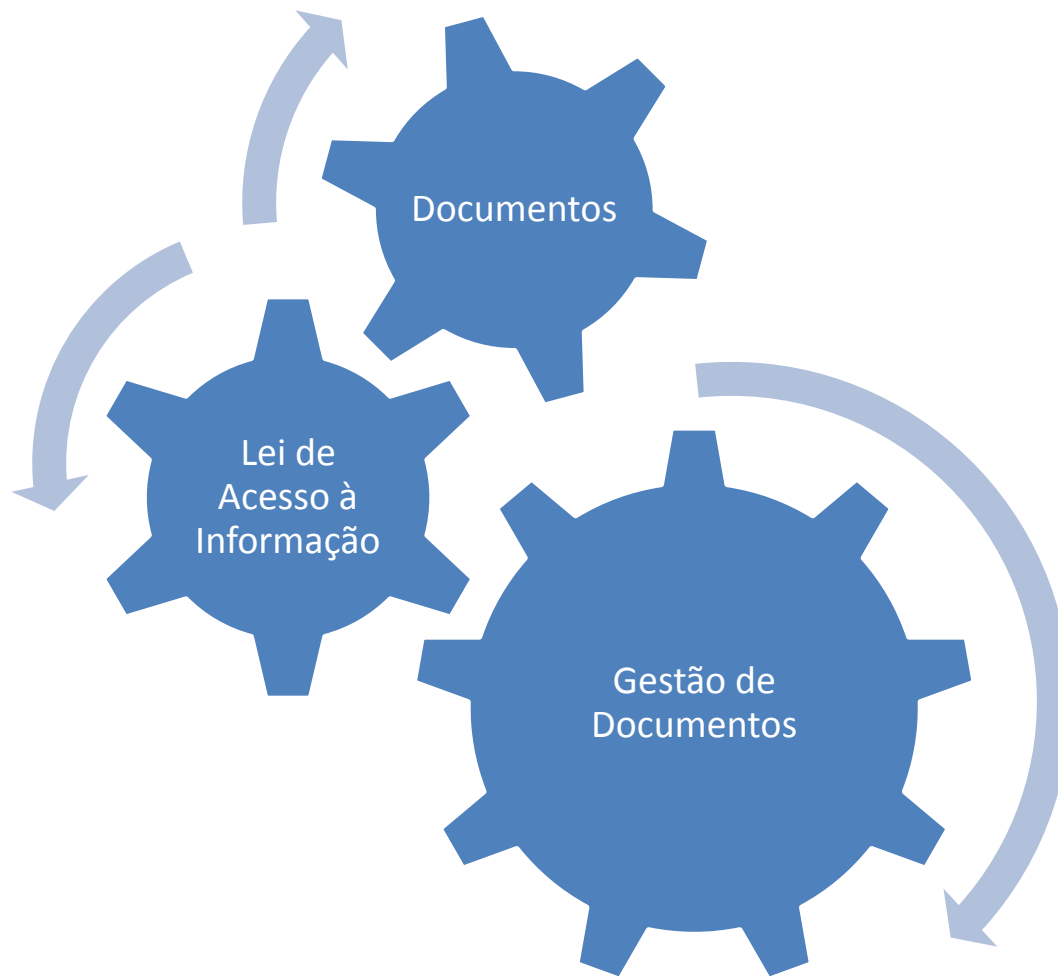 Documentos
Lei de
Acesso à
Informação
Gestão de
Documentos